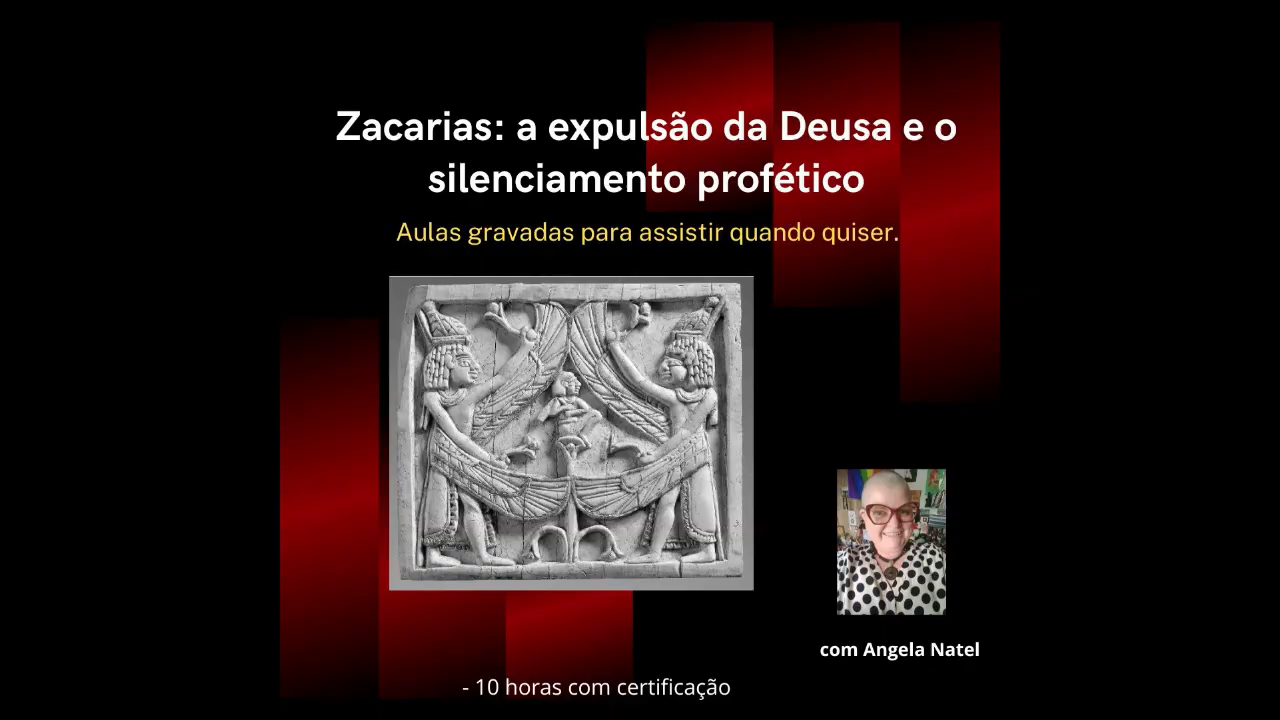 Zacarias: a expulsão da Deusa e o
silenciamento profético
Aulas gravadas para assistir quando quiser.
com Angela Natel
- 10 horas com certificação